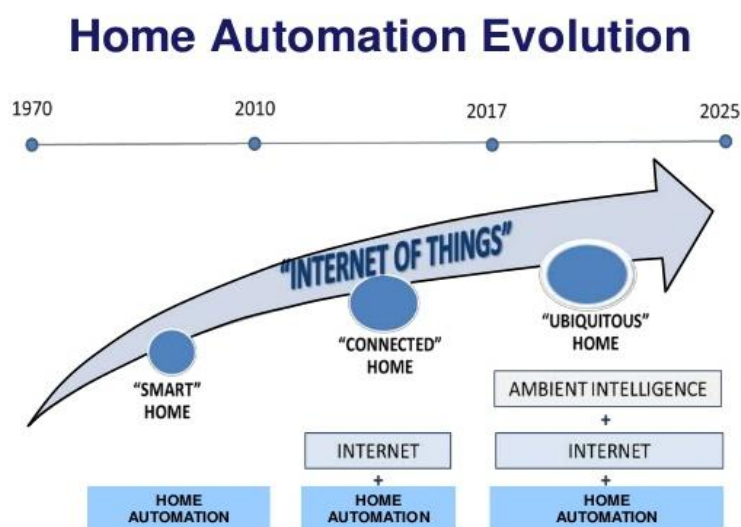 Home Automation Evolution
1970 2010 2017 2025
"INTERNET OF THINGS"
"SMART"
HOME
"CONNECTED"
HOME
"UBIQUITOUS"
HOME
AMBIENT INTELLIGENCE
+
INTERNET
+
INTERNET
+
HOME
AUTOMATION
HOME
AUTOMATION
HOME
AUTOMATION